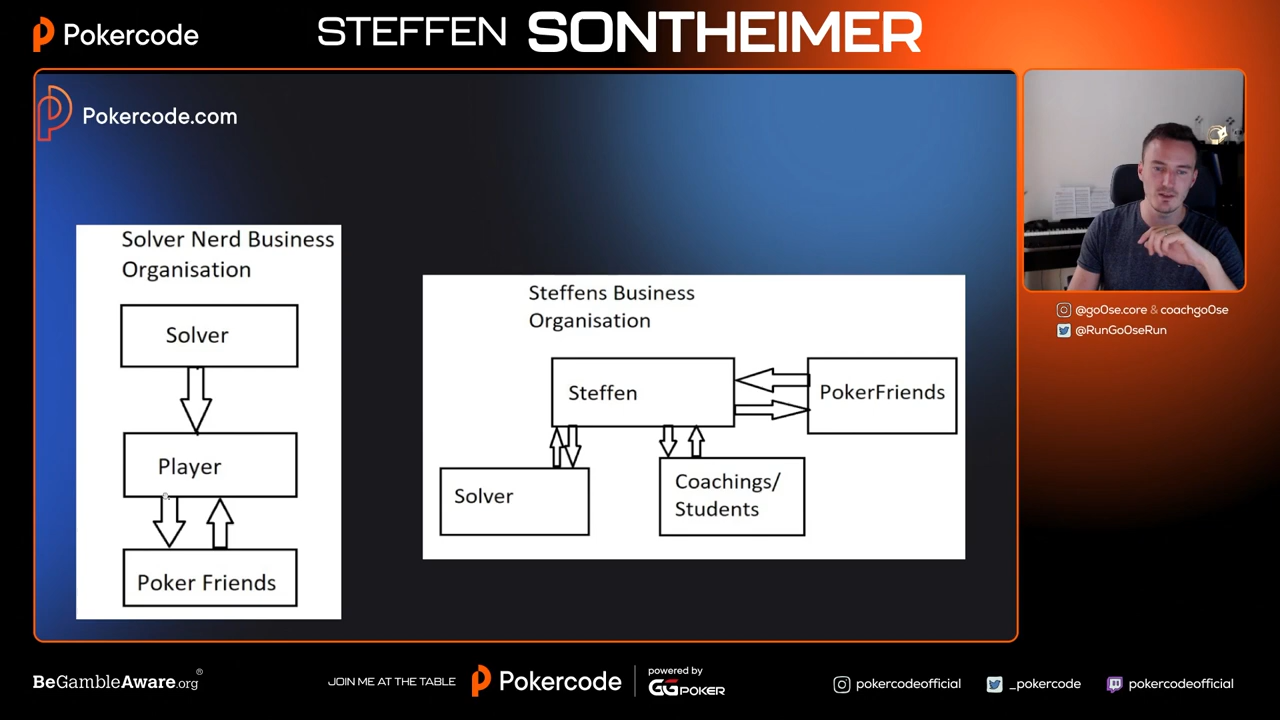 Pokercode
STEFFEN SONTHEIMER
Pokercode.com
Solver Nerd Business
Organisation
Solver
Player
Poker Friends
Steffens Business
Organisation
Steffen
PokerFriends
Solver
Coachings/
Students
@go0se.core & coachgo0se
@RunGo0seRun
BeGambleAware.org®
JOIN ME AT THE TABLE
Pokercode
powered by
GGPOKER
pokercodeofficial
_pokercode
pokercodeofficial